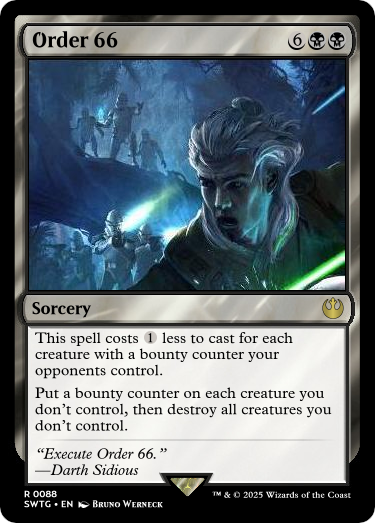 Order 66 6
Sorcery
This spell costs 1 less to cast for each
creature with a bounty counter your
opponents control.
Put a bounty counter on each creature you
don't control, then destroy all creatures you
don't control.
“Execute Order 66.”
—Darth Sidious
R 0088
SWTG • EN Bruno Werneck
™ & © 2025 Wizards of the Coast